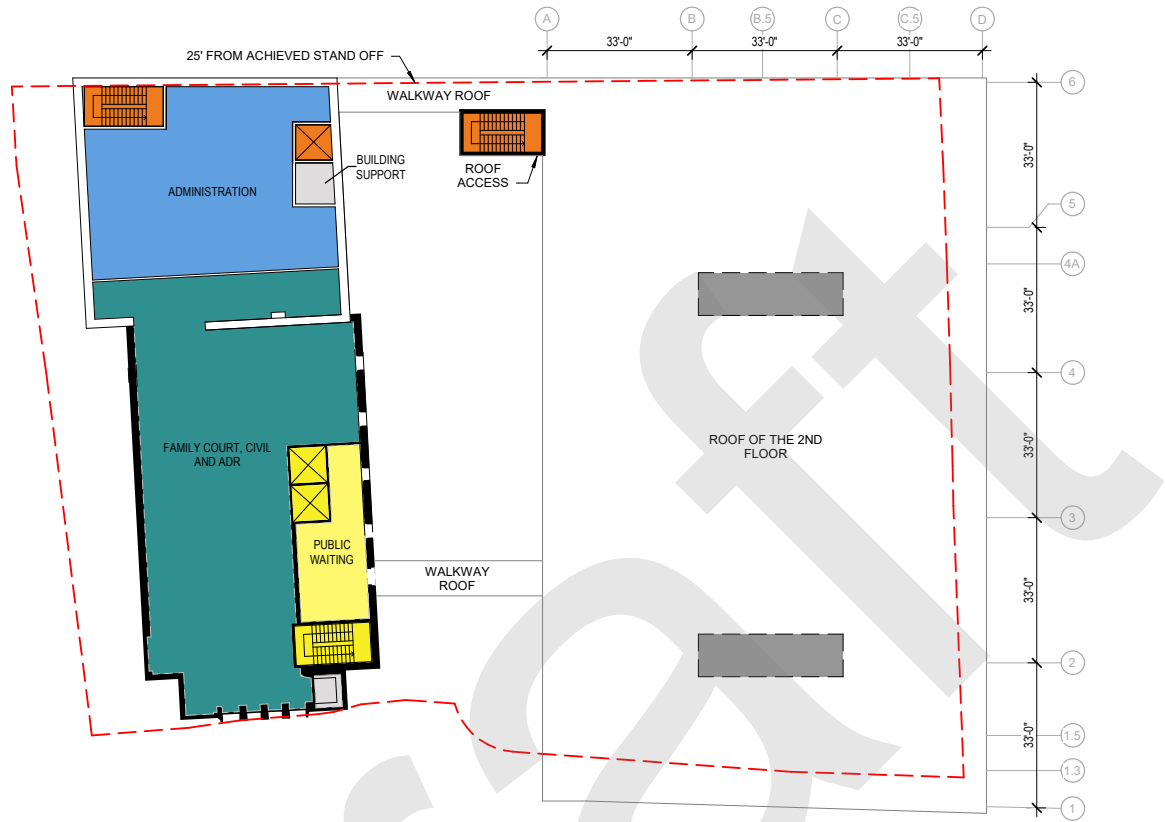 A
B
B.5
C
C.5
D
33'-0"
33'-0"
33'-0"
25' FROM ACHIEVED STAND OFF
6
WALKWAY ROOF
33'-0"
BUILDING
SUPPORT
ROOF
ACCESS
ADMINISTRATION
5
4A
33'-0"
4
FAMILY COURT, CIVIL
AND ADR
ROOF OF THE 2ND
FLOOR
33'-0"
3
PUBLIC
WAITING
WALKWAY
ROOF
33'-0"
2
33'-0"
1.5
1.3
1